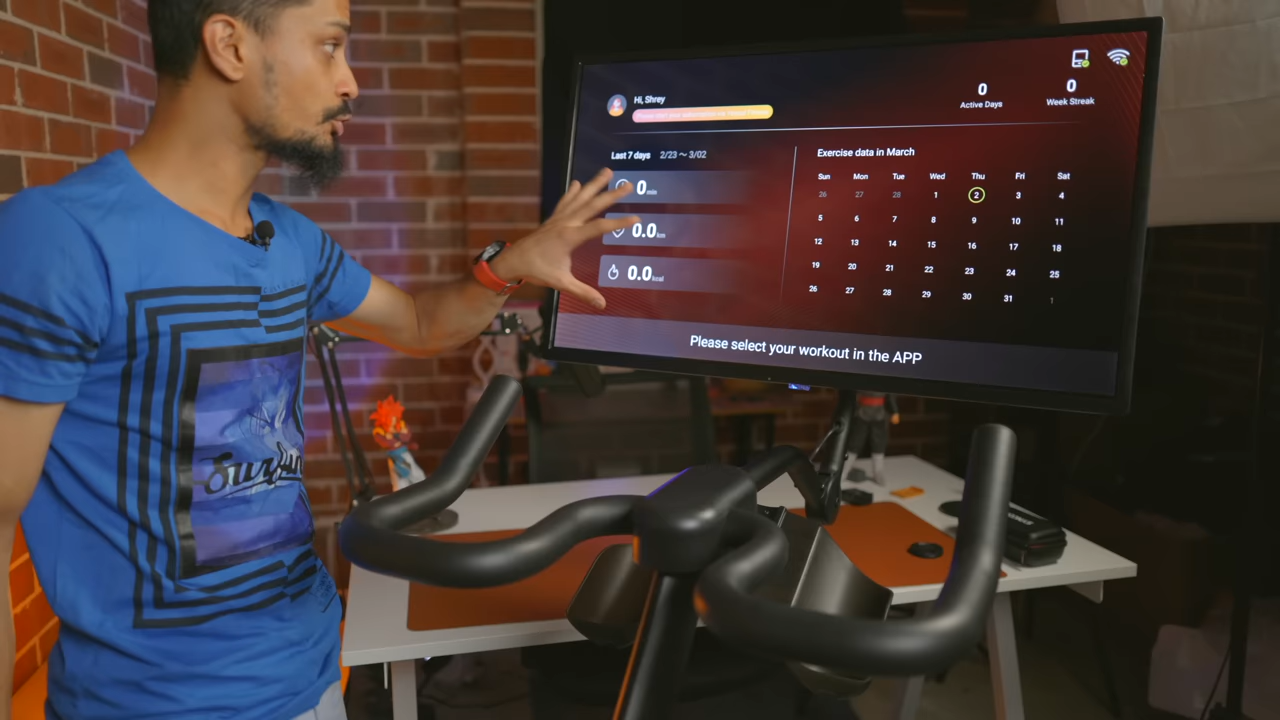 Hi, Shrey
0
Active Days
0
Week Streak
Last 7 days 2/23 ～ 3/02
0 min
0.0 km
0.0 kcal
Exercise data in March
Sun Mon Tue Wed Thu Fri Sat
26 27 28 1 2 3 4
5 6 7 8 9 10 11
12 13 14 15 16 17 18
19 20 21 22 23 24 25
26 27 28 29 30 31 1
Please select your workout in the APP